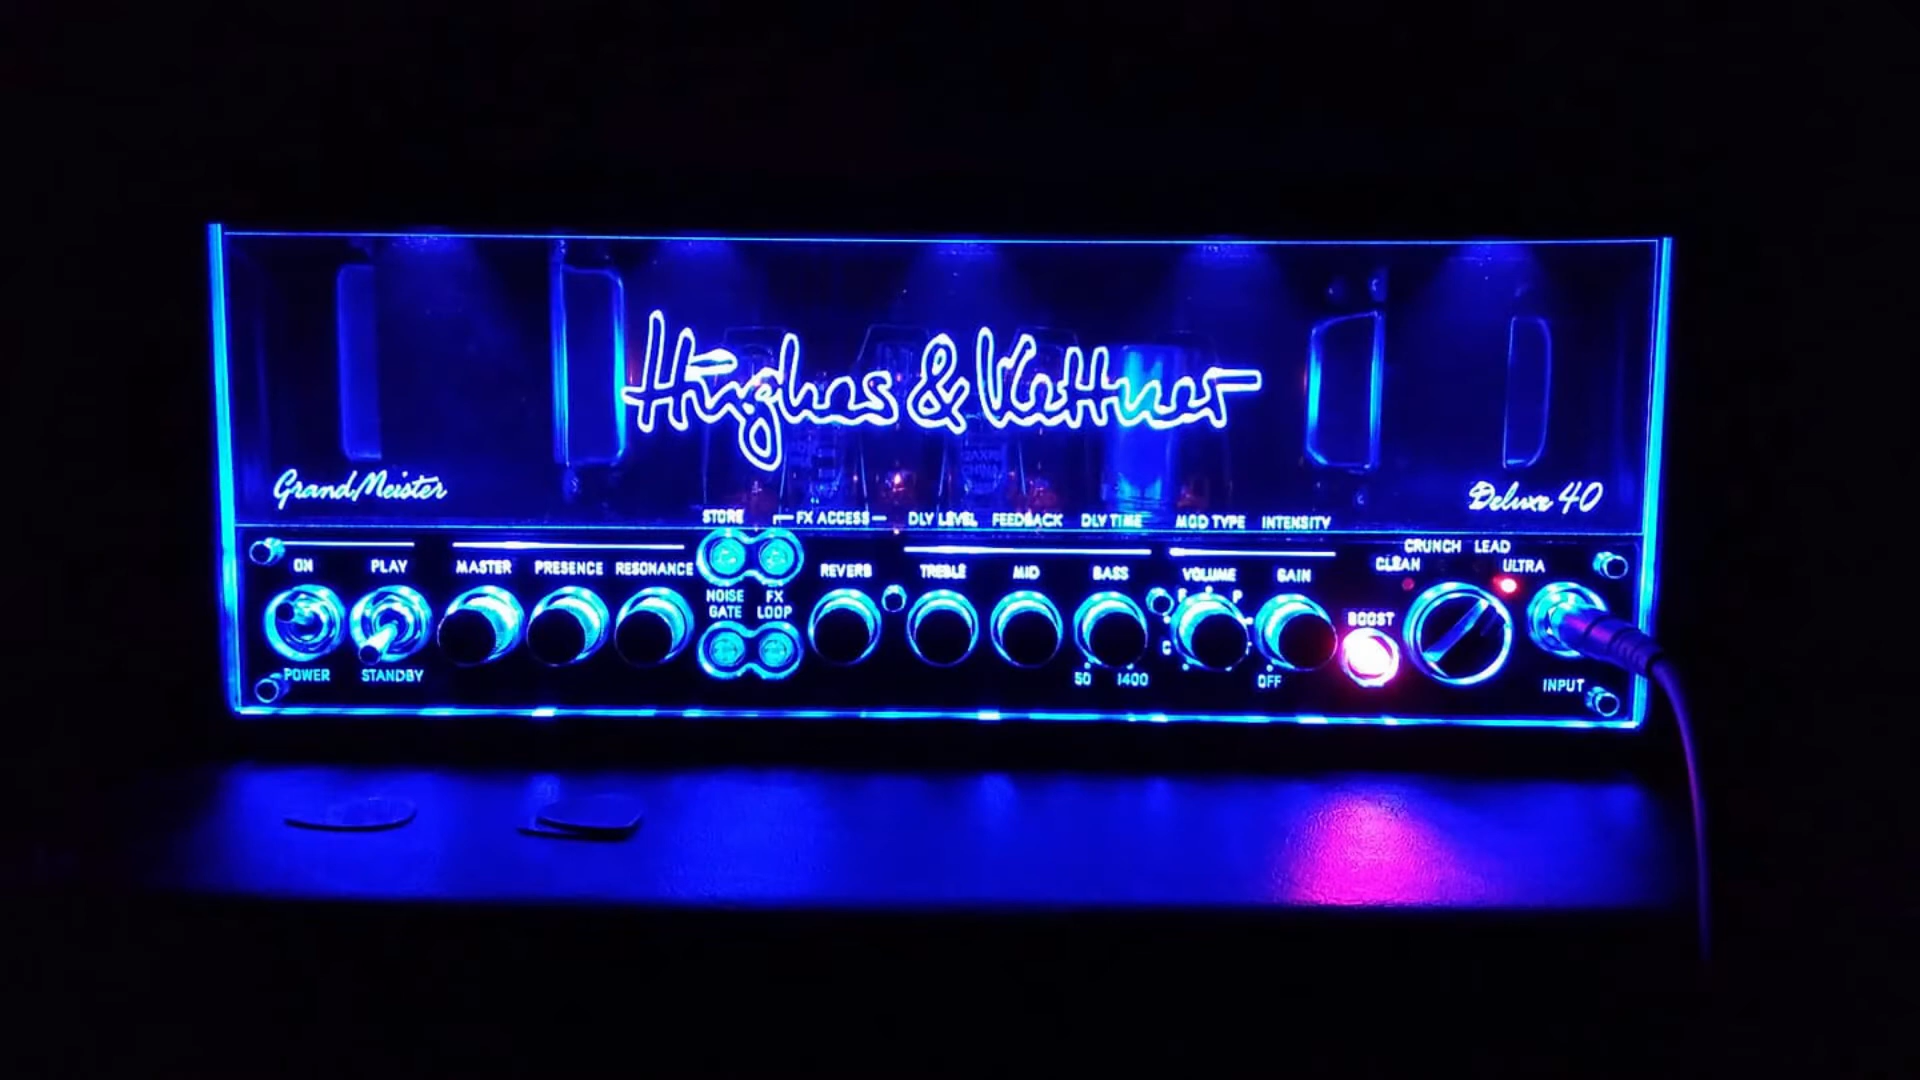 Hughes & Kettner
GrandMeister
Deluxe 40
STORE FX ACCESS DLY LEVEL FEEDBACK DLY TIME MOD TYPE INTENSITY
CRUNCH LEAD
ON PLAY MASTER PRESENCE RESONANCE REVERB TREBLE MID BASS VOLUME GAIN CLEAN ULTRA
NOISE GATE FX LOOP
BOOST
POWER STANDBY 50 1400 OFF INPUT